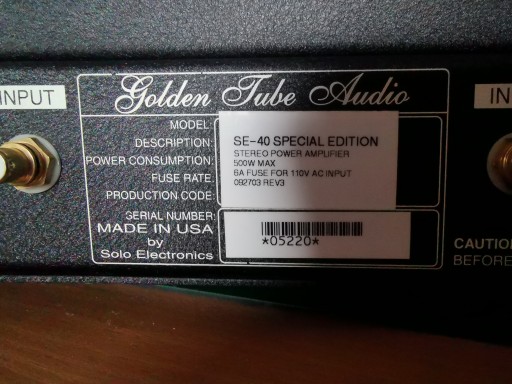 INPUT
Golden Tube Audio
IN
MODEL: SE-40 SPECIAL EDITION
DESCRIPTION: STEREO POWER AMPLIFIER
POWER CONSUMPTION: 500W MAX
FUSE RATE: 6A FUSE FOR 110V AC INPUT
PRODUCTION CODE: 092703 REV3
SERIAL NUMBER: *05220*
MADE IN USA
by
Solo Electronics
CAUTIO
BEFORE